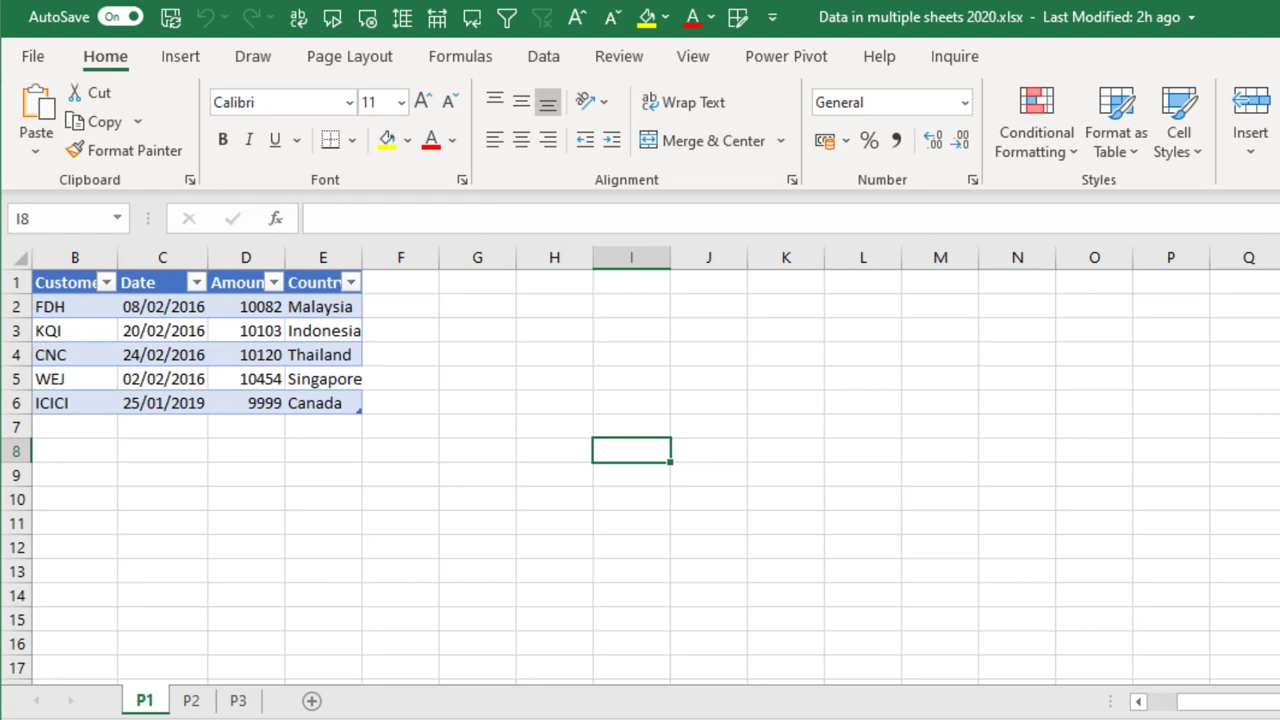 AutoSave On Data in multiple sheets 2020.xlsx - Last Modified: 2h ago
File Home Insert Draw Page Layout Formulas Data Review View Power Pivot Help Inquire
Paste
Cut
Copy
Format Painter
Clipboard
Calibri 11 A A
B I U A
Font
ab Wrap Text
Merge & Center
Alignment
General
%
Number
Conditional Formatting
Format as Table
Cell Styles
Styles
Insert
I8 fx
B C D E F G H I J K L M N O P Q
1 Custome Date Amoun Countr
2 FDH 08/02/2016 10082 Malaysia
3 KQI 20/02/2016 10103 Indonesia
4 CNC 24/02/2016 10120 Thailand
5 WEJ 02/02/2016 10454 Singapore
6 ICICI 25/01/2019 9999 Canada
7
8
9
10
11
12
13
14
15
16
17
P1 P2 P3